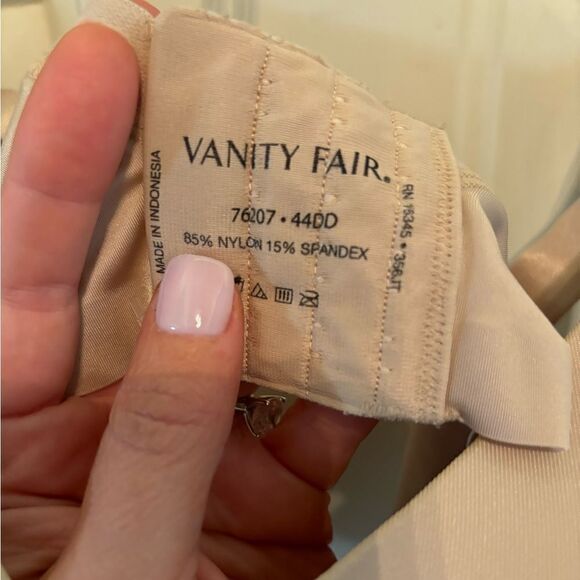 VANITY FAIR®
76207 • 44DD
85% NYLON 15% SPANDEX
MADE IN INDONESIA
RN 15345 • 356JT